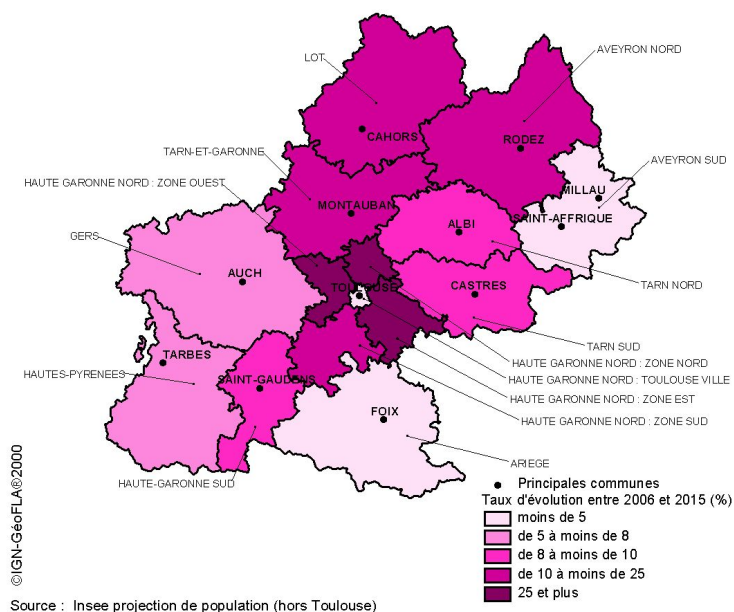 AVEYRON NORD
LOT
CAHORS
RODEZ
TARN-ET-GARONNE
AVEYRON SUD
HAUTE GARONNE NORD : ZONE OUEST
MILLAU
MONTAUBAN
SAINT-AFFRIQUE
ALBI
GERS
AUCH
TOULOUSE
CASTRES
TARN NORD
TARN SUD
TARBES
HAUTE GARONNE NORD : ZONE NORD
HAUTES-PYRENEES
SAINT-GAUDENS
HAUTE GARONNE NORD : TOULOUSE VILLE
HAUTE GARONNE NORD : ZONE EST
FOIX
HAUTE GARONNE NORD : ZONE SUD
ARIEGE
HAUTE-GARONNE SUD
Principales communes
Taux d'évolution entre 2006 et 2015 (%)
moins de 5
de 5 à moins de 8
de 8 à moins de 10
de 10 à moins de 25
25 et plus
©IGN-GéoFLA®2000
Source : Insee projection de population (hors Toulouse)